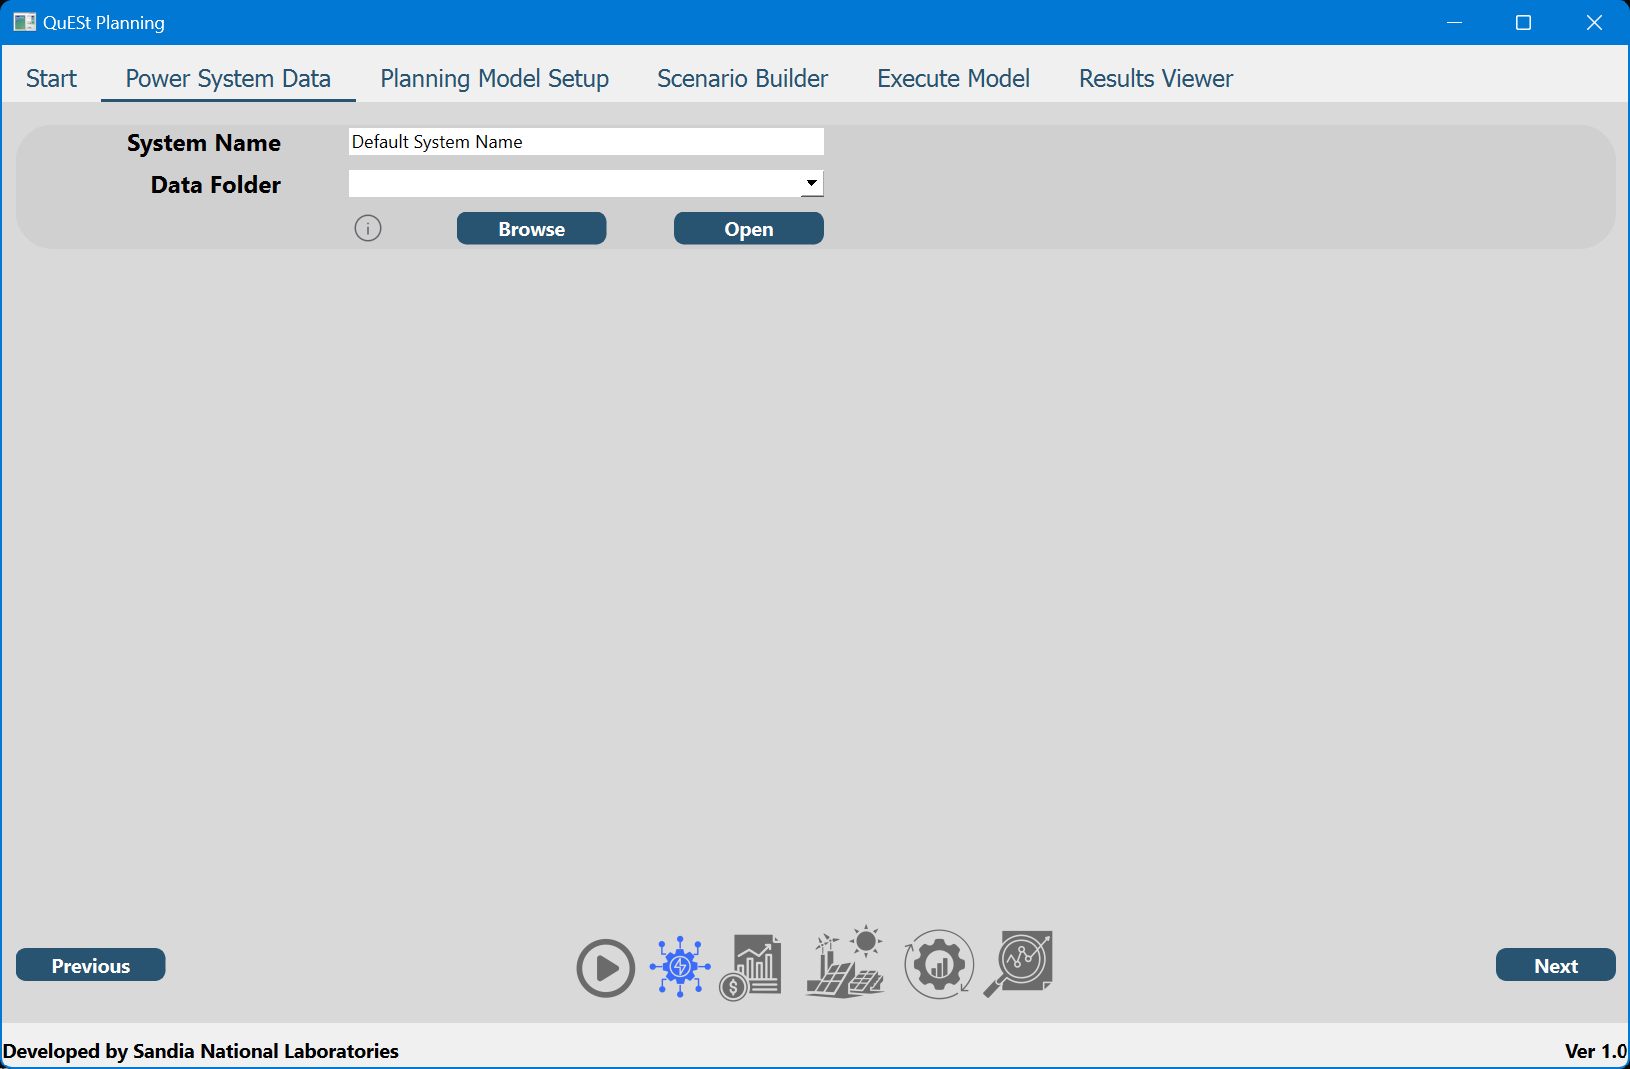 QuESt Planning
Start Power System Data Planning Model Setup Scenario Builder Execute Model Results Viewer
System Name Default System Name
Data Folder
Browse Open
Previous Next
Developed by Sandia National Laboratories Ver 1.0